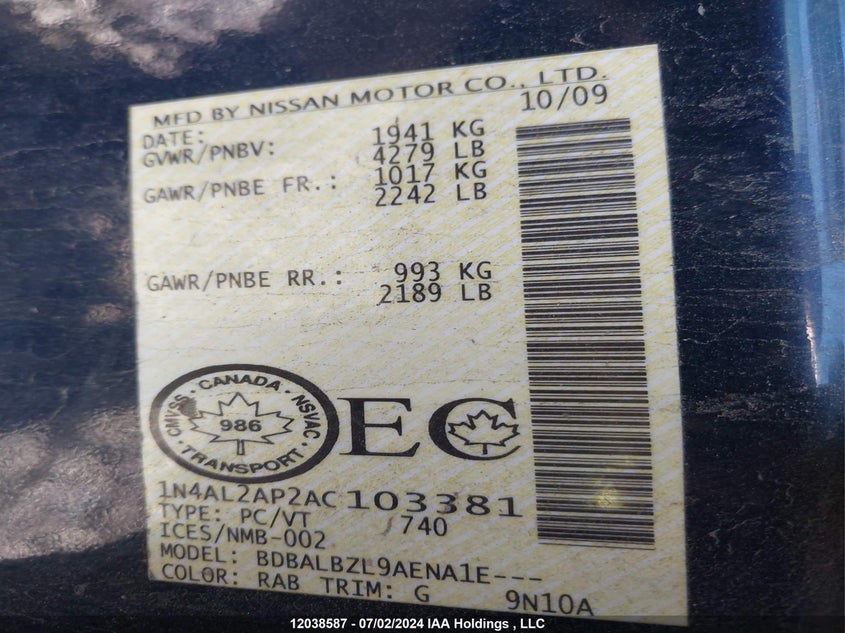 MFD BY NISSAN MOTOR CO., LTD.
DATE: 10/09
GVWR/PNBV: 1941 KG
4279 LB
GAWR/PNBE FR.: 1017 KG
2242 LB
GAWR/PNBE RR.: 993 KG
2189 LB
CANADA
CMVSS · NSVAC
986
TRANSPORT
EC
1N4AL2AP2AC103381
TYPE: PC/VT 740
ICES/NMB-002
MODEL: BDBALBZL9AENA1E---
COLOR: RAB TRIM: G 9N10A
12038587 - 07/02/2024 IAA Holdings , LLC